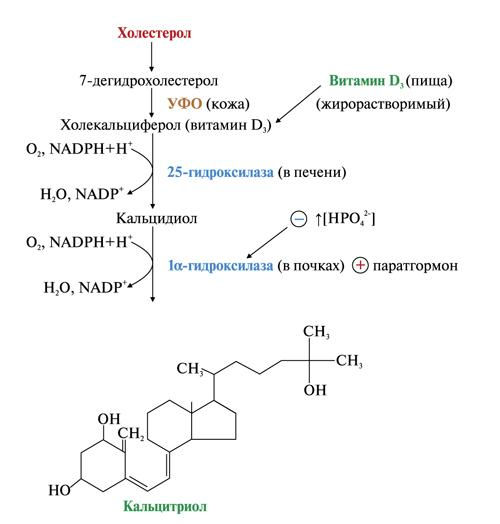 Холестерол
7-дегидрохолестерол
УФО (кожа)
Витамин D₃ (пища)
(жирорастворимый)
Холекальциферол (витамин D₃)
O₂, NADPH+H⁺
25-гидроксилаза (в печени)
H₂O, NADP⁺
Кальцидиол
− ↑[HPO₄²⁻]
O₂, NADPH+H⁺
1α-гидроксилаза (в почках) + паратгормон
H₂O, NADP⁺
CH₃
CH₃
CH₃
OH
OH
CH₂
HO
Кальцитриол